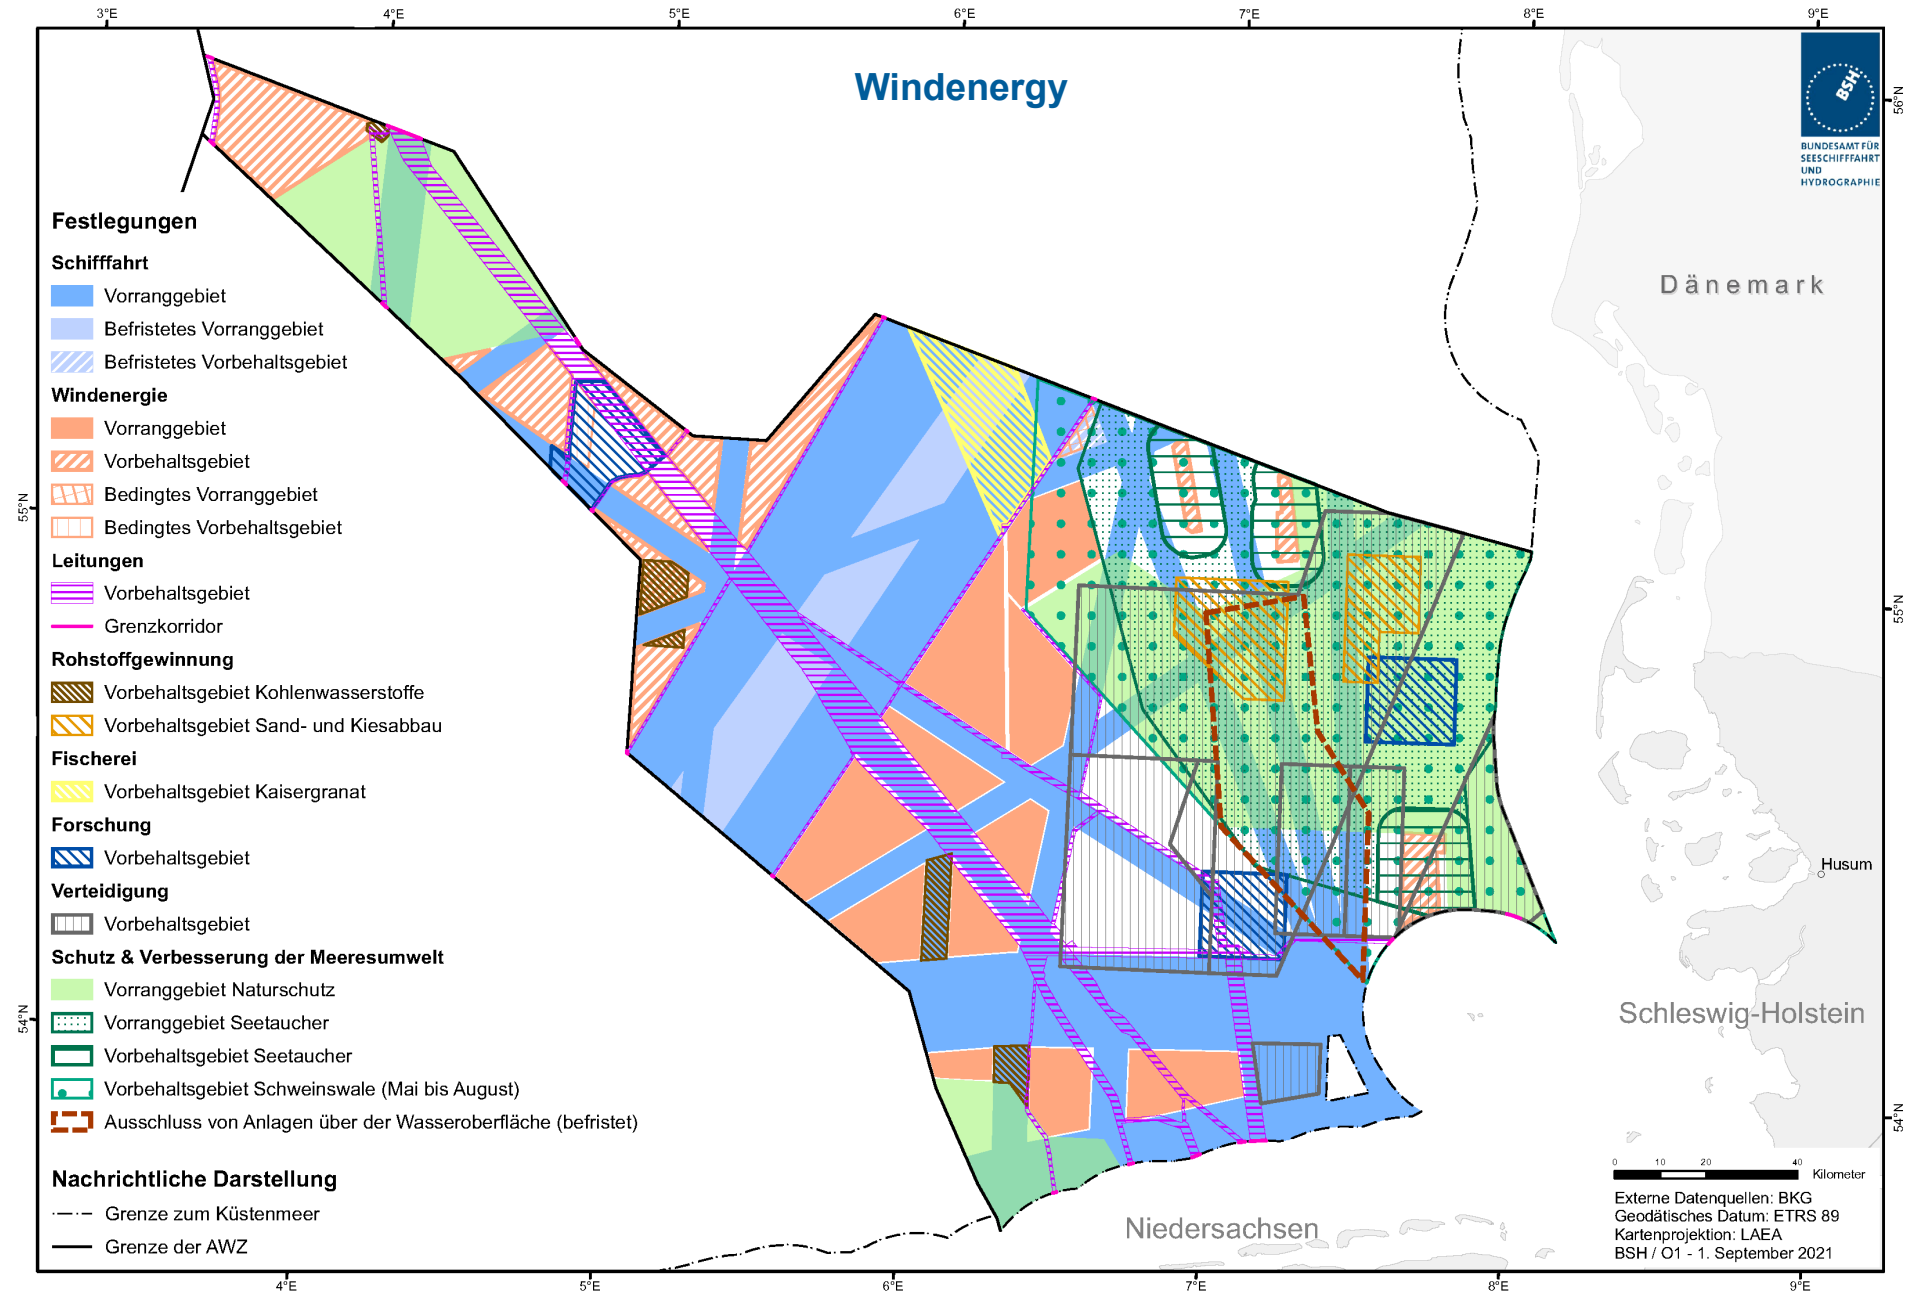 3°E 4°E 5°E 6°E 7°E 8°E 9°E
Windenergy
BSH
BUNDESAMT FÜR
SEESCHIFFFAHRT
UND
HYDROGRAPHIE
56°N
Dänemark
Festlegungen
Schifffahrt
Vorranggebiet
Befristetes Vorranggebiet
Befristetes Vorbehaltsgebiet
Windenergie
Vorranggebiet
Vorbehaltsgebiet
Bedingtes Vorranggebiet
Bedingtes Vorbehaltsgebiet
Leitungen
Vorbehaltsgebiet
Grenzkorridor
Rohstoffgewinnung
Vorbehaltsgebiet Kohlenwasserstoffe
Vorbehaltsgebiet Sand- und Kiesabbau
Fischerei
Vorbehaltsgebiet Kaisergranat
Forschung
Vorbehaltsgebiet
Verteidigung
Vorbehaltsgebiet
Schutz & Verbesserung der Meeresumwelt
Vorranggebiet Naturschutz
Vorranggebiet Seetaucher
Vorbehaltsgebiet Seetaucher
Vorbehaltsgebiet Schweinswale (Mai bis August)
Ausschluss von Anlagen über der Wasseroberfläche (befristet)
Nachrichtliche Darstellung
Grenze zum Küstenmeer
Grenze der AWZ
55°N
55°N
54°N
54°N
Husum
Schleswig-Holstein
Niedersachsen
0 10 20 40 Kilometer
Externe Datenquellen: BKG
Geodätisches Datum: ETRS 89
Kartenprojektion: LAEA
BSH / O1 - 1. September 2021
4°E 5°E 6°E 7°E 8°E 9°E